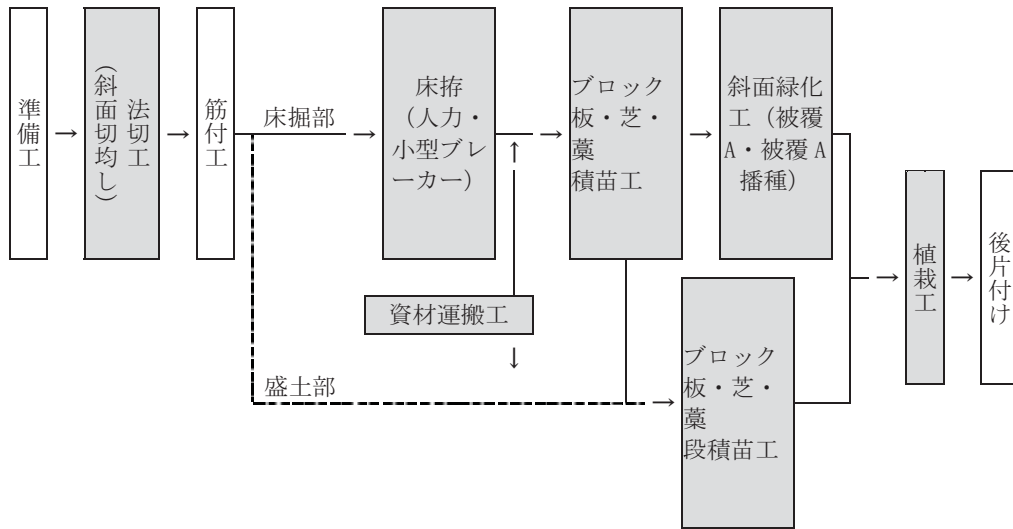 準備工
→
法切工
(斜面切均し)
→
筋付工
床掘部
→
床拵
（人力・
小型ブレ
ーカー）
→
↑
ブロック
板・芝・
藁
積苗工
→
斜面緑化
工（被覆
A・被覆 A
播種）
資材運搬工
↓
盛土部
→
ブロック
板・芝・
藁
段積苗工
→
植栽工
→
後片付け